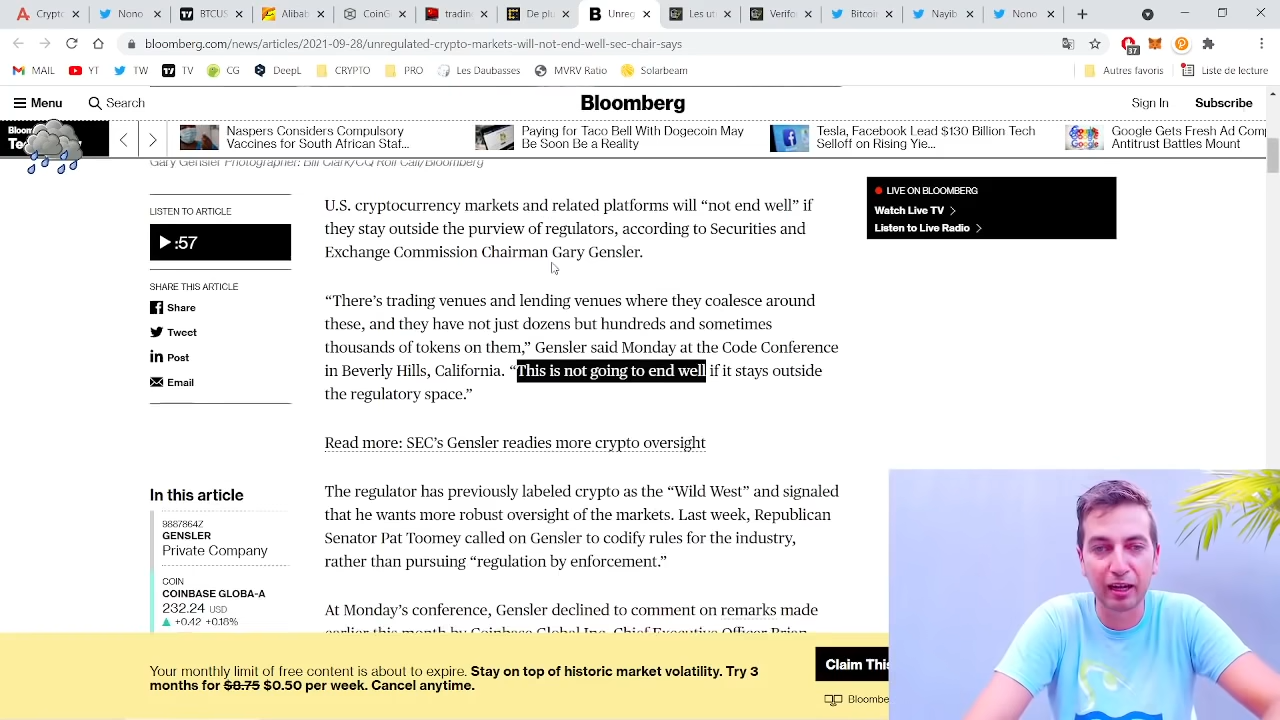 Crypto
Nono
BTCUS
Alibab
CoinG
trading
De plus
Unreg
Les st
Verifo
Bitcoi
Nayib
Nono
bloomberg.com/news/articles/2021-09-28/unregulated-crypto-markets-will-not-end-well-sec-chair-says
37
MAIL
YT
TW
TV
CG
DeepL
CRYPTO
PRO
Les Daubasses
MVRV Ratio
Solarbeam
Autres favoris
Liste de lecture
Menu
Search
Bloomberg
Sign In
Subscribe
Naspers Considers Compulsory
Vaccines for South African Staf...
Paying for Taco Bell With Dogecoin May
Be Soon Be a Reality
Tesla, Facebook Lead $130 Billion Tech
Selloff on Rising Yie...
Google Gets Fresh Ad Comp
Antitrust Battles Mount
Gary Gensler Photographer: Bill Clark/CQ Roll Call/Bloomberg
LISTEN TO ARTICLE
:57
SHARE THIS ARTICLE
Share
Tweet
Post
Email
U.S. cryptocurrency markets and related platforms will “not end well” if
they stay outside the purview of regulators, according to Securities and
Exchange Commission Chairman Gary Gensler.
“There’s trading venues and lending venues where they coalesce around
these, and they have not just dozens but hundreds and sometimes
thousands of tokens on them,” Gensler said Monday at the Code Conference
in Beverly Hills, California. “This is not going to end well if it stays outside
the regulatory space.”
Read more: SEC’s Gensler readies more crypto oversight
The regulator has previously labeled crypto as the “Wild West” and signaled
that he wants more robust oversight of the markets. Last week, Republican
Senator Pat Toomey called on Gensler to codify rules for the industry,
rather than pursuing “regulation by enforcement.”
At Monday’s conference, Gensler declined to comment on remarks made
earlier this month by Coinbase Global Inc. Chief Executive Officer Brian
LIVE ON BLOOMBERG
Watch Live TV
Listen to Live Radio
In this article
9887864Z
GENSLER
Private Company
COIN
COINBASE GLOBA-A
232.24 USD
+0.42 +0.18%
Your monthly limit of free content is about to expire. Stay on top of historic market volatility. Try 3
months for $8.75 $0.50 per week. Cancel anytime.
Claim This
Bloombe